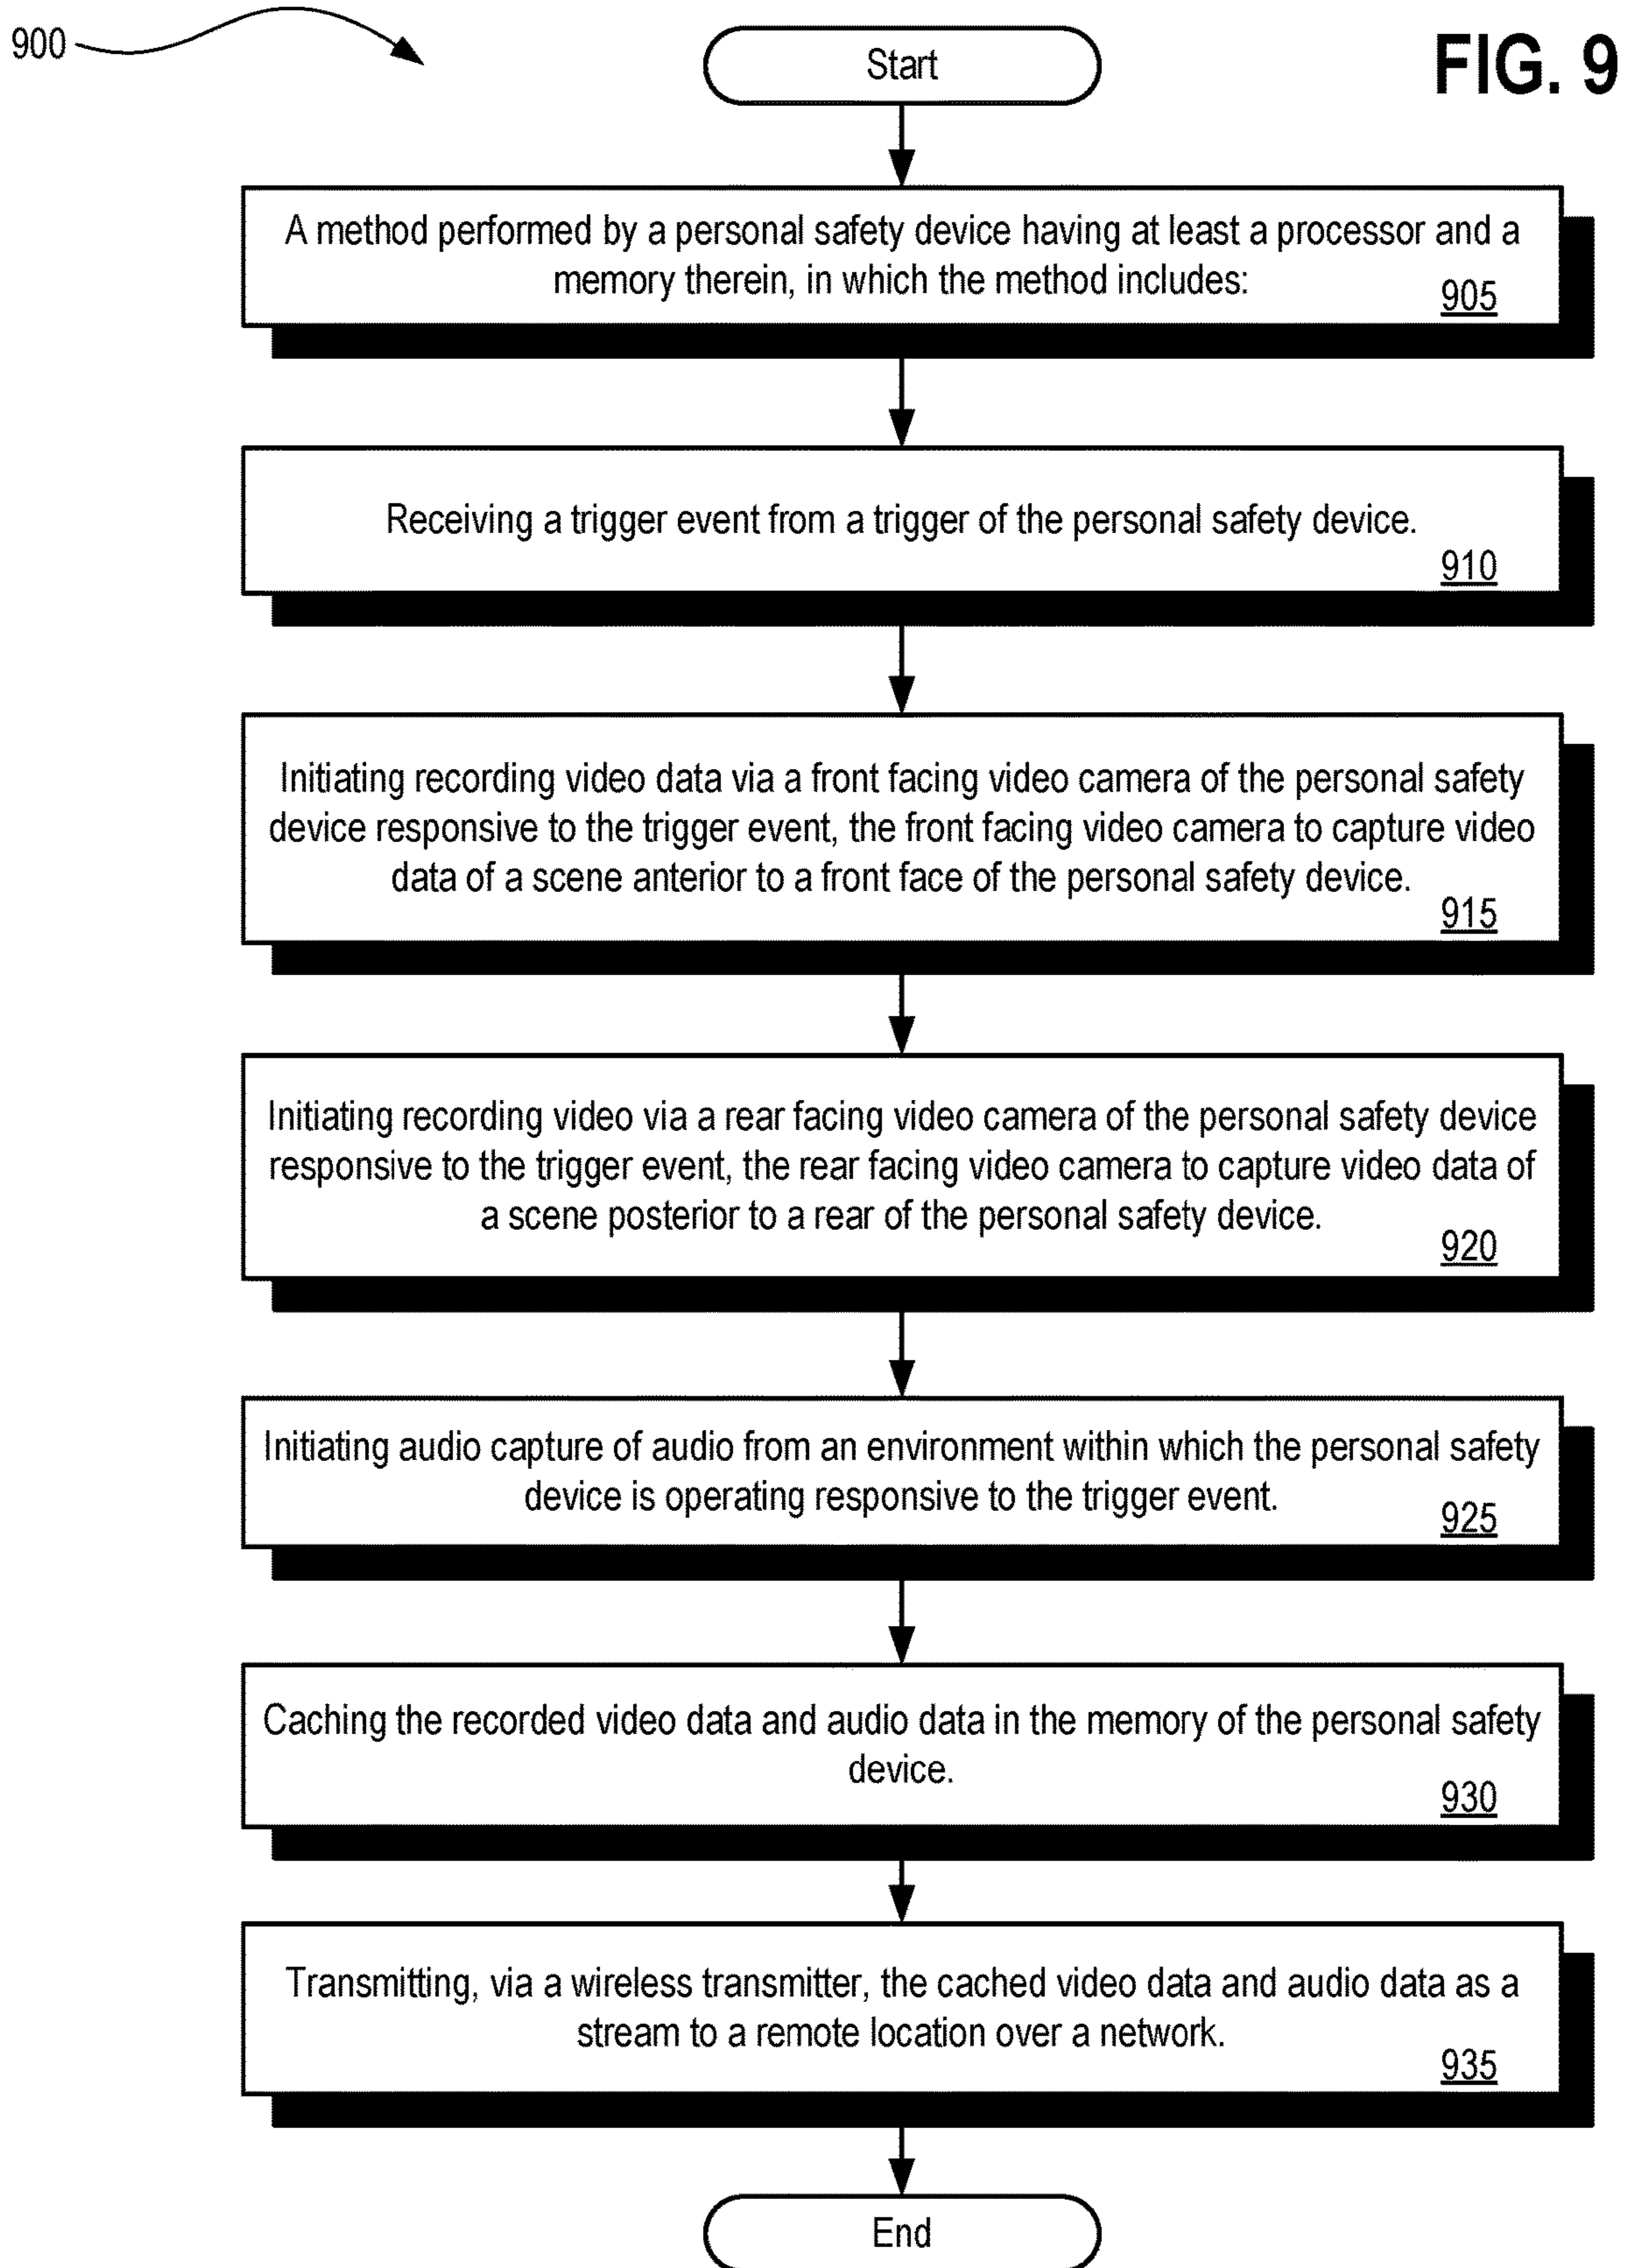 900
Start
FIG. 9
A method performed by a personal safety device having at least a processor and a
memory therein, in which the method includes:
905
Receiving a trigger event from a trigger of the personal safety device.
910
Initiating recording video data via a front facing video camera of the personal safety
device responsive to the trigger event, the front facing video camera to capture video
data of a scene anterior to a front face of the personal safety device.
915
Initiating recording video via a rear facing video camera of the personal safety device
responsive to the trigger event, the rear facing video camera to capture video data of
a scene posterior to a rear of the personal safety device.
920
Initiating audio capture of audio from an environment within which the personal safety
device is operating responsive to the trigger event.
925
Caching the recorded video data and audio data in the memory of the personal safety
device.
930
Transmitting, via a wireless transmitter, the cached video data and audio data as a
stream to a remote location over a network.
935
End